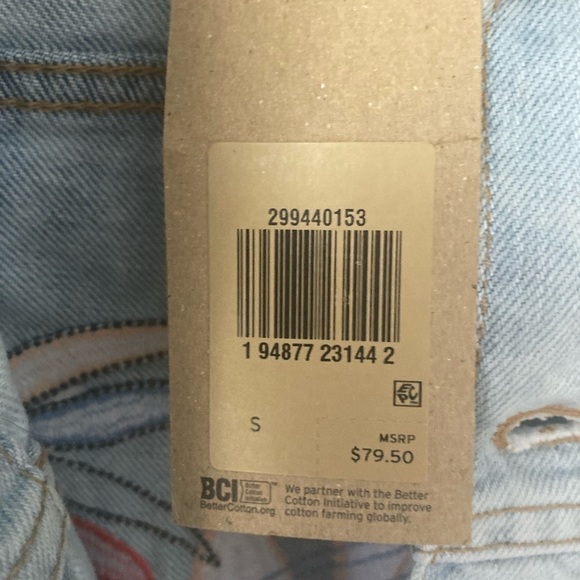 299440153
1 94877 23144 2
S
MSRP
$79.50
BCI Better Cotton Initiative™
BetterCotton.org
We partner with the Better
Cotton Initiative to improve
cotton farming globally.